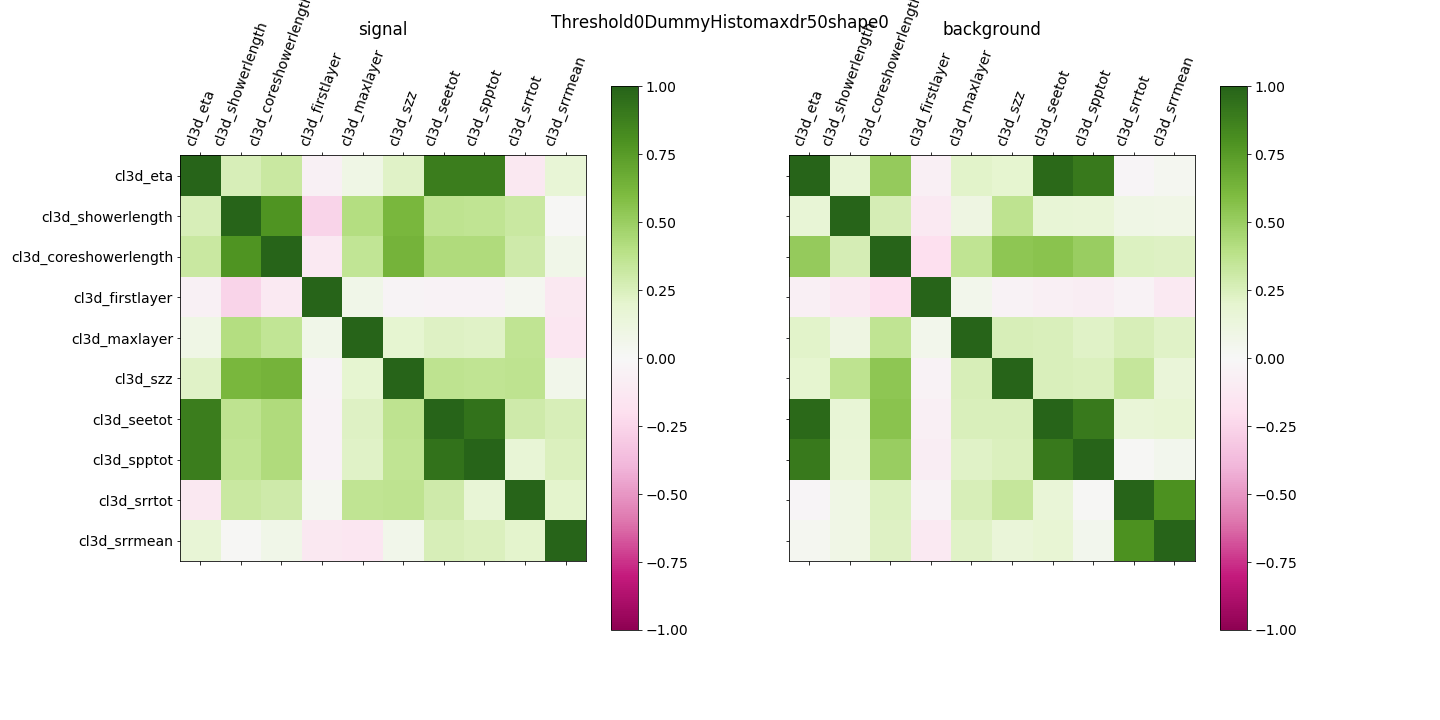 Threshold0DummyHistomaxdr50shape0
signal
background
cl3d_eta
cl3d_showerlength
cl3d_coreshowerlength
cl3d_firstlayer
cl3d_maxlayer
cl3d_szz
cl3d_seetot
cl3d_spptot
cl3d_srrtot
cl3d_srrmean
cl3d_eta
cl3d_showerlength
cl3d_coreshowerlength
cl3d_firstlayer
cl3d_maxlayer
cl3d_szz
cl3d_seetot
cl3d_spptot
cl3d_srrtot
cl3d_srrmean
cl3d_eta
cl3d_showerlength
cl3d_coreshowerlength
cl3d_firstlayer
cl3d_maxlayer
cl3d_szz
cl3d_seetot
cl3d_spptot
cl3d_srrtot
cl3d_srrmean
1.00
0.75
0.50
0.25
0.00
−0.25
−0.50
−0.75
−1.00
1.00
0.75
0.50
0.25
0.00
−0.25
−0.50
−0.75
−1.00